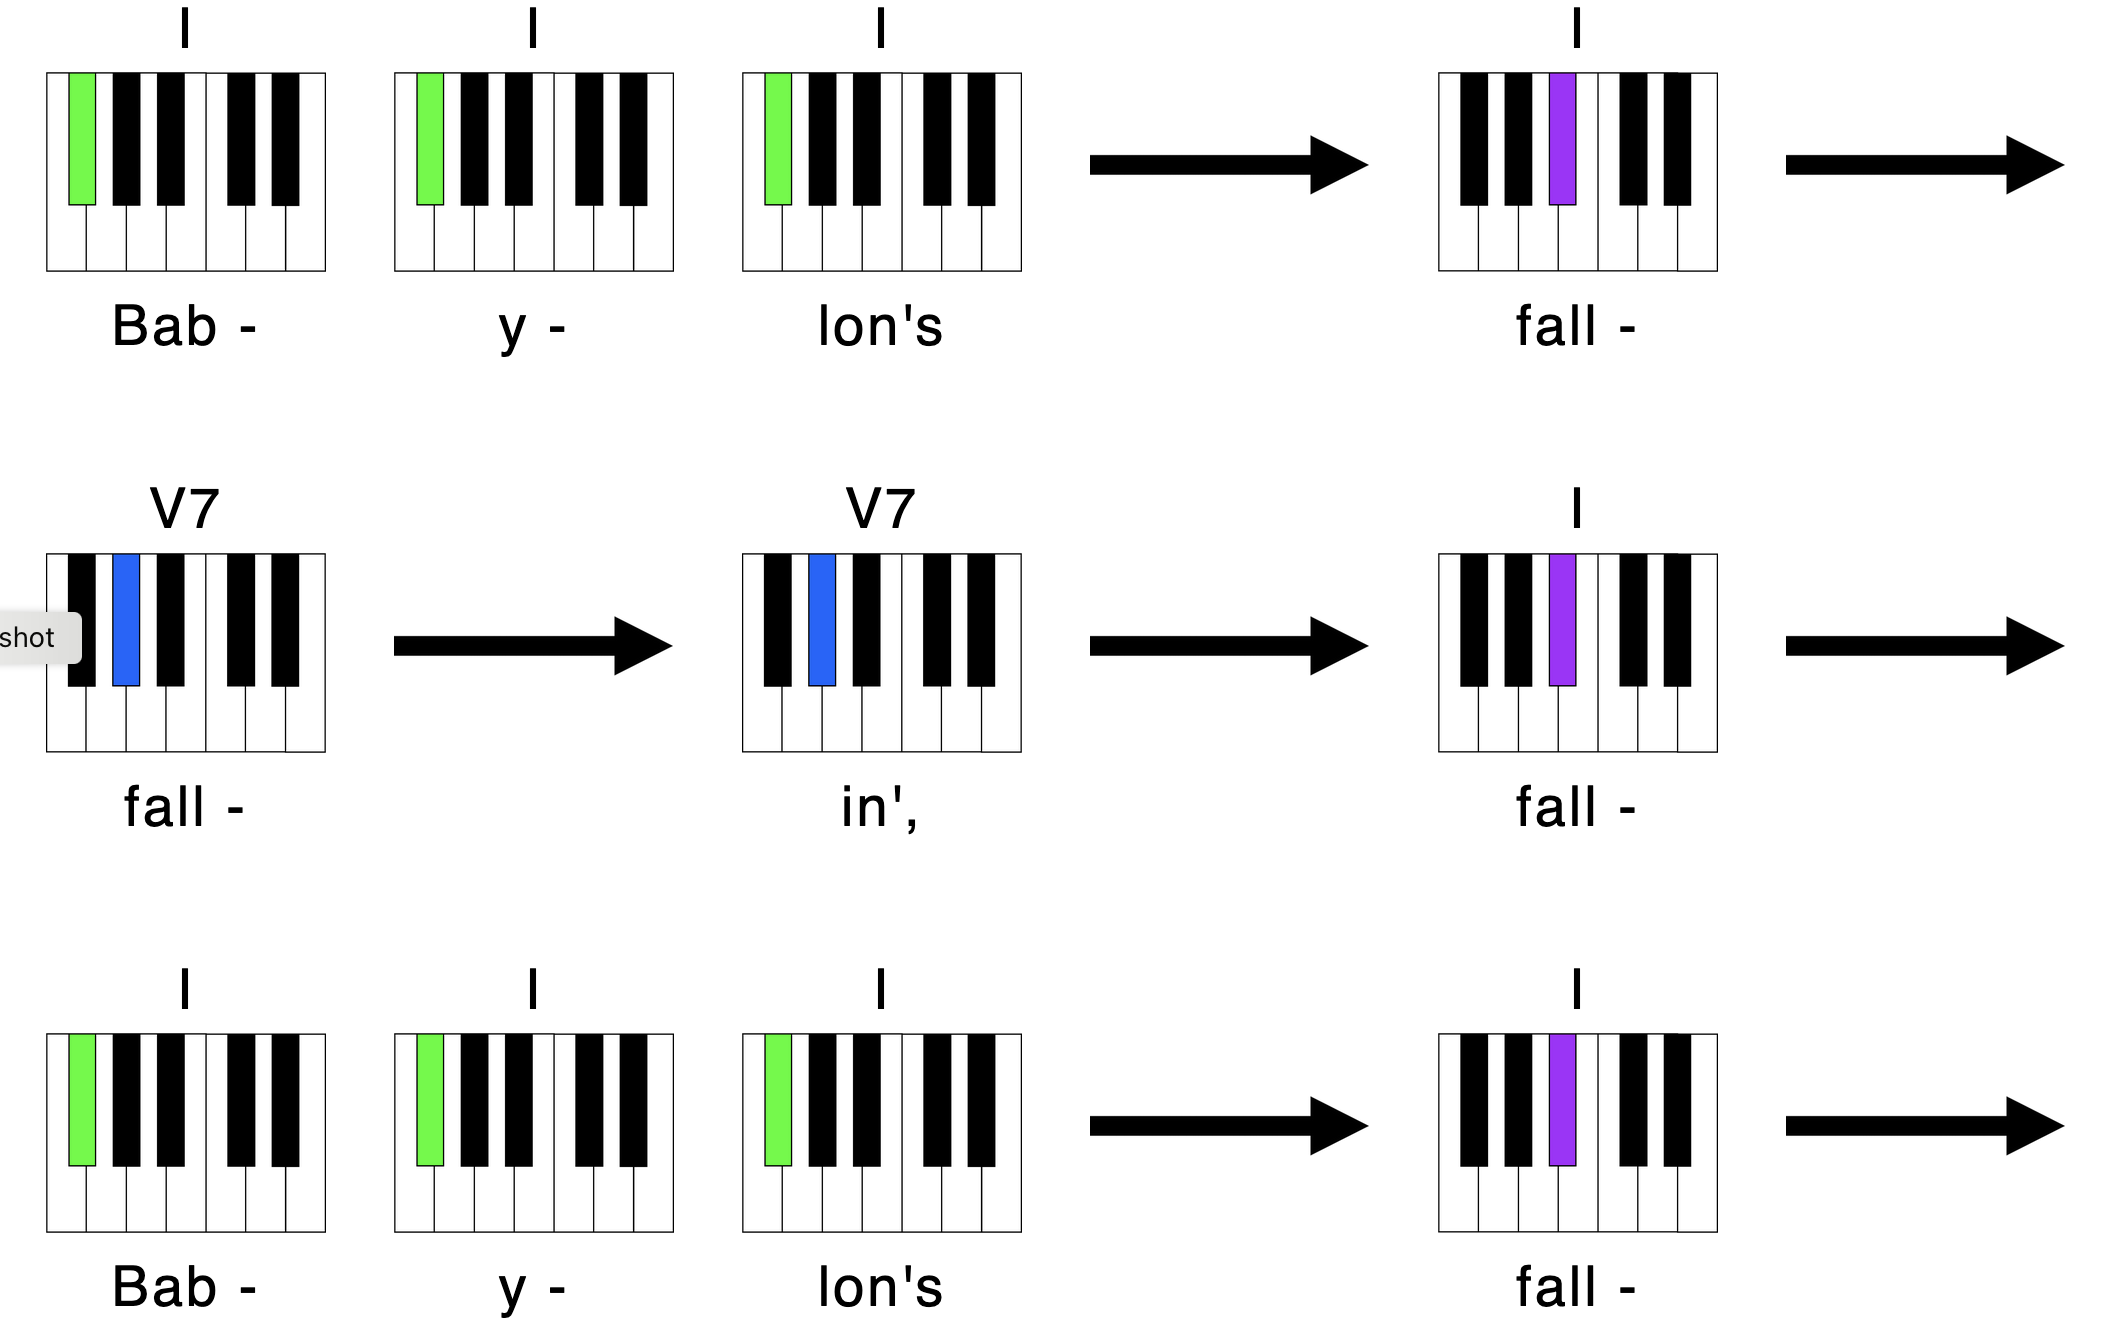 I I I I
Bab - y - lon's fall -
V7 V7 I
shot
fall - in', fall -
I I I I
Bab - y - lon's fall -